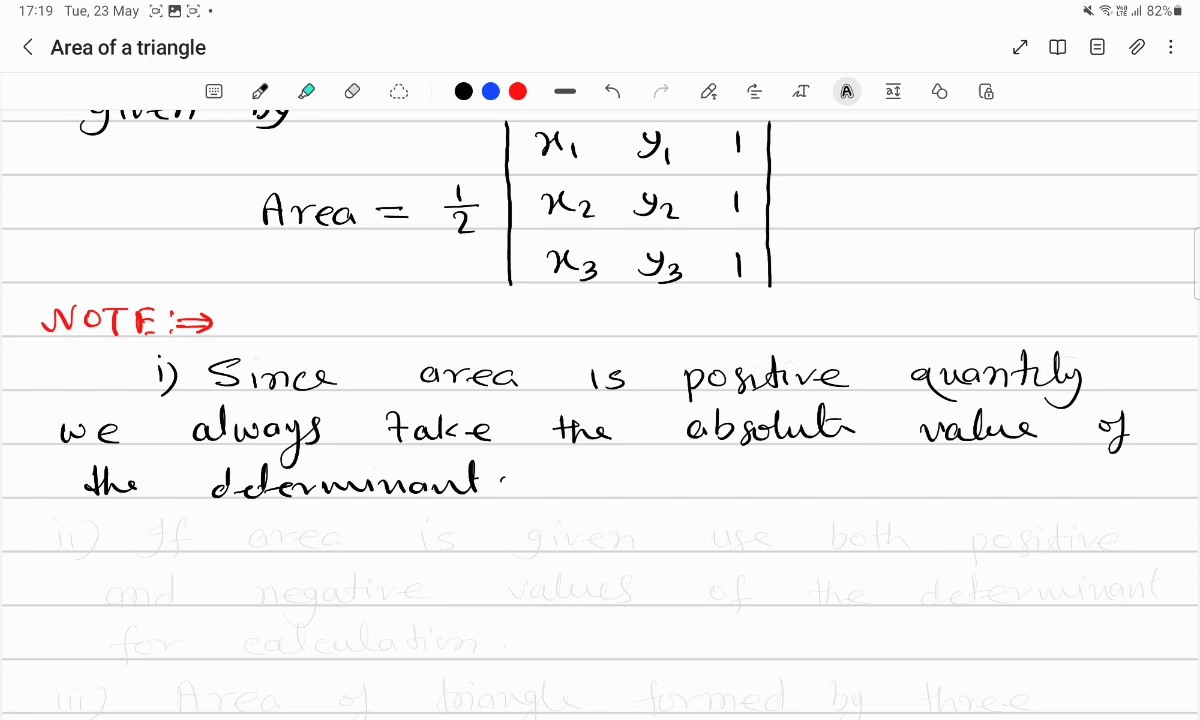 17:19 Tue, 23 May
82%
Area of a triangle
given by
x₁ y₁ 1
Area = 1/2 | x₂ y₂ 1 |
x₃ y₃ 1
NOTE:⇒
i) Since area is positive quantity
we always take the absolute value of
the determinant.
ii) If area is given use both positive
and negative values of the determinant
for calculation.
iii) Area of triangle formed by three